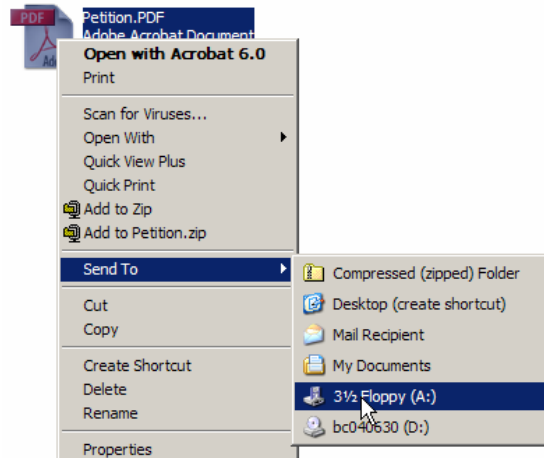 PDF
Petition.PDF
Adobe Acrobat Document
Ad
Open with Acrobat 6.0
Print
Scan for Viruses...
Open With
Quick View Plus
Quick Print
Add to Zip
Add to Petition.zip
Send To
Cut
Copy
Create Shortcut
Delete
Rename
Properties
Compressed (zipped) Folder
Desktop (create shortcut)
Mail Recipient
My Documents
3½ Floppy (A:)
bc040630 (D:)